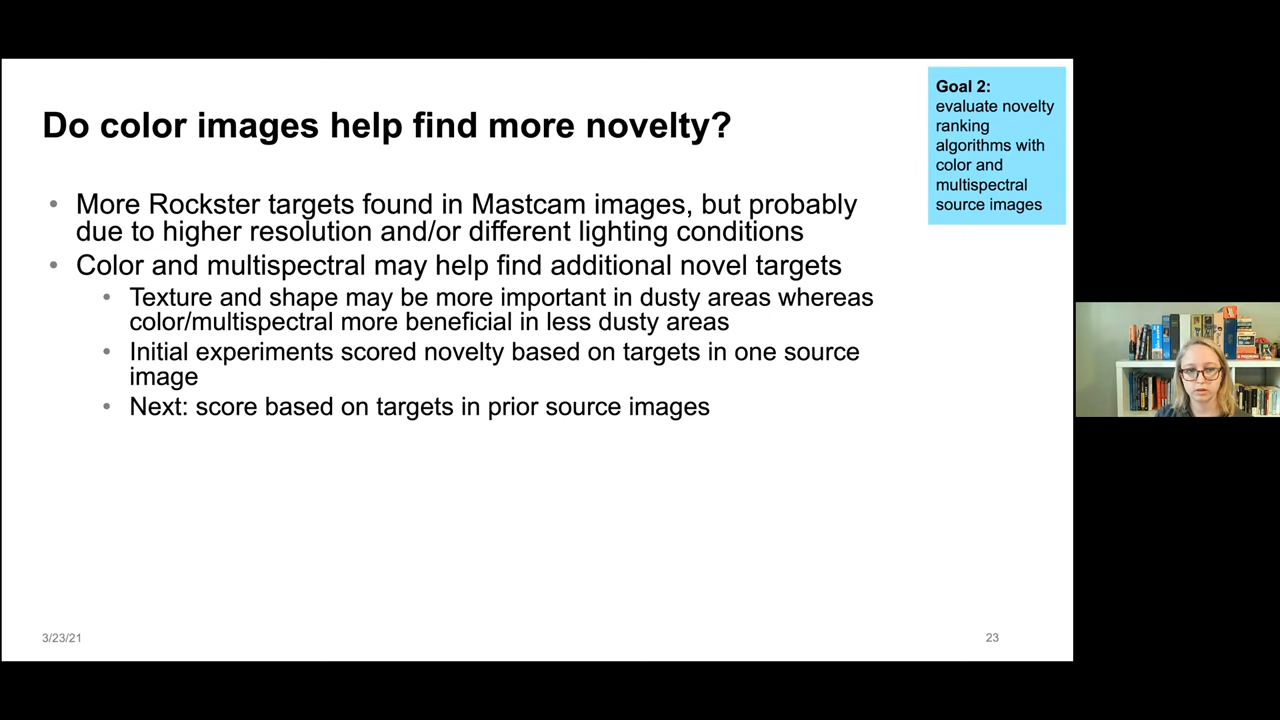 Do color images help find more novelty?
Goal 2:
evaluate novelty
ranking
algorithms with
color and
multispectral
source images
• More Rockster targets found in Mastcam images, but probably
due to higher resolution and/or different lighting conditions
• Color and multispectral may help find additional novel targets
• Texture and shape may be more important in dusty areas whereas
color/multispectral more beneficial in less dusty areas
• Initial experiments scored novelty based on targets in one source
image
• Next: score based on targets in prior source images
3/23/21
23